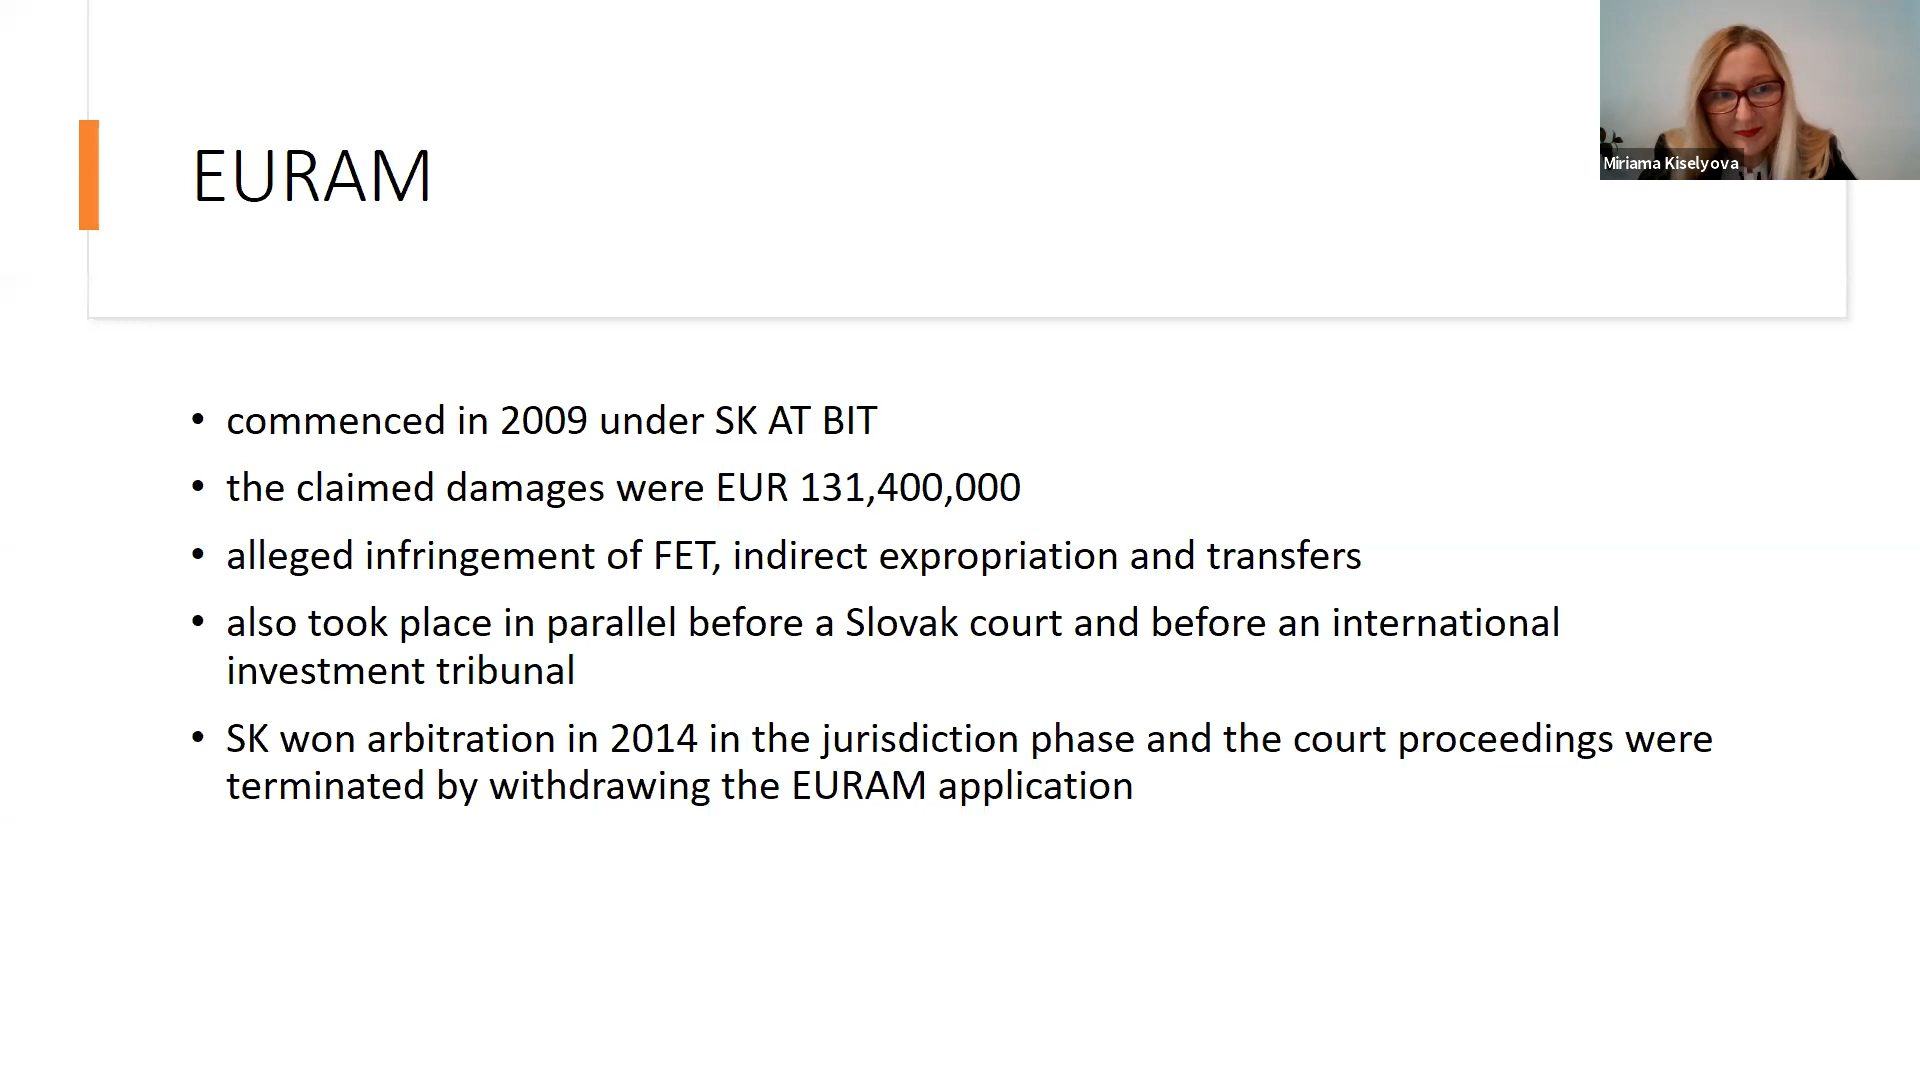 EURAM
Miriama Kiselyova
• commenced in 2009 under SK AT BIT
• the claimed damages were EUR 131,400,000
• alleged infringement of FET, indirect expropriation and transfers
• also took place in parallel before a Slovak court and before an international
investment tribunal
• SK won arbitration in 2014 in the jurisdiction phase and the court proceedings were
terminated by withdrawing the EURAM application